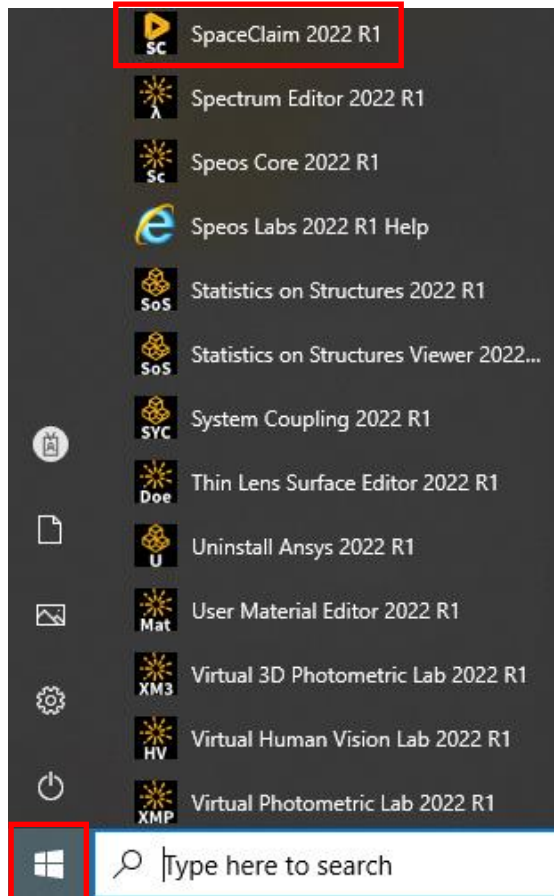 SC SpaceClaim 2022 R1
λ Spectrum Editor 2022 R1
Sc Speos Core 2022 R1
Speos Labs 2022 R1 Help
SoS Statistics on Structures 2022 R1
SoS Statistics on Structures Viewer 2022...
SYC System Coupling 2022 R1
Doe Thin Lens Surface Editor 2022 R1
U Uninstall Ansys 2022 R1
Mat User Material Editor 2022 R1
XM3 Virtual 3D Photometric Lab 2022 R1
HV Virtual Human Vision Lab 2022 R1
XMP Virtual Photometric Lab 2022 R1
Type here to search